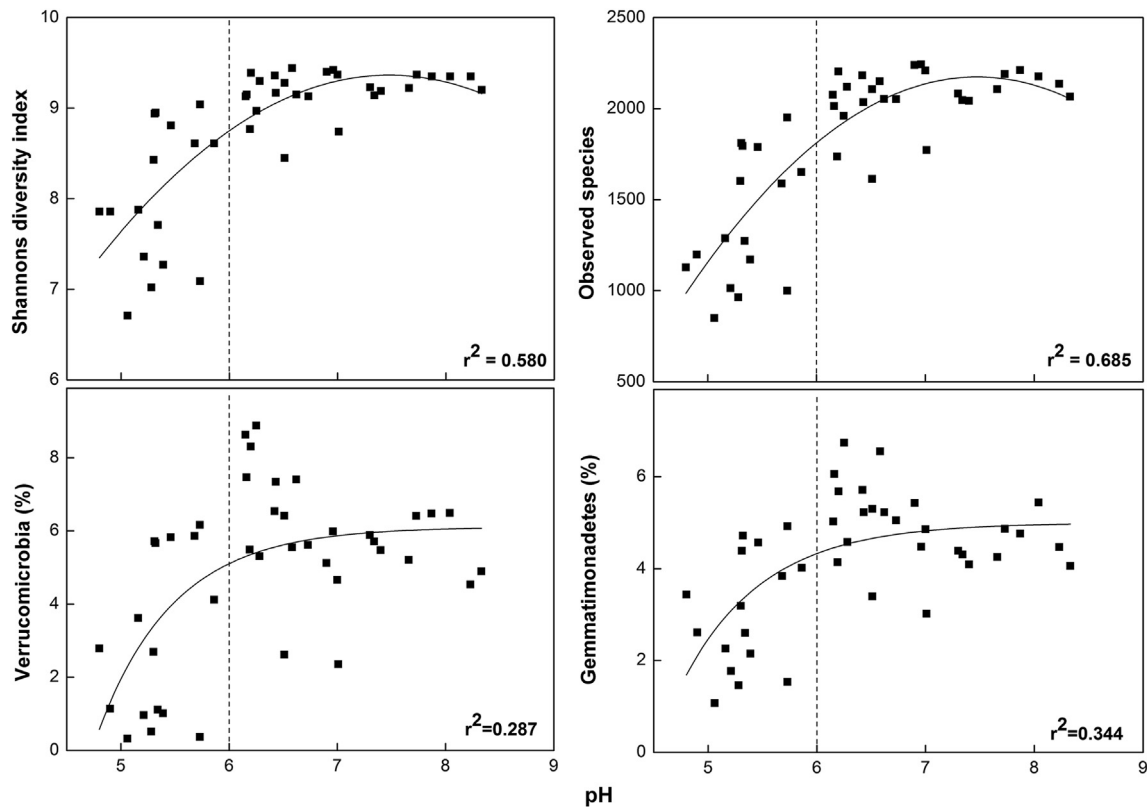 10
9
8
7
6
Shannons diversity index
r2 = 0.580
2500
2000
1500
1000
500
Observed species
r2 = 0.685
8
6
4
2
0
Verrucomicrobia (%)
r2=0.287
5 6 7 8 9
6
4
2
0
Gemmatimonadetes (%)
r2=0.344
5 6 7 8 9
pH